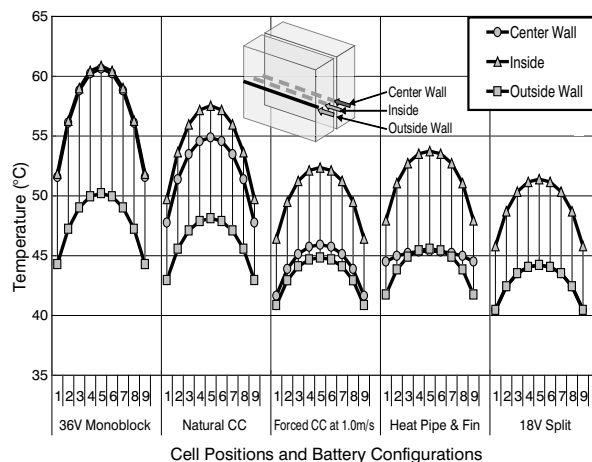 65
60
55
50
45
40
35
Temperature (°C)
Center Wall
Inside
Outside Wall
Center Wall
Inside
Outside Wall
1 2 3 4 5 6 7 8 9
1 2 3 4 5 6 7 8 9
1 2 3 4 5 6 7 8 9
1 2 3 4 5 6 7 8 9
1 2 3 4 5 6 7 8 9
36V Monoblock
Natural CC
Forced CC at 1.0m/s
Heat Pipe & Fin
18V Split
Cell Positions and Battery Configurations